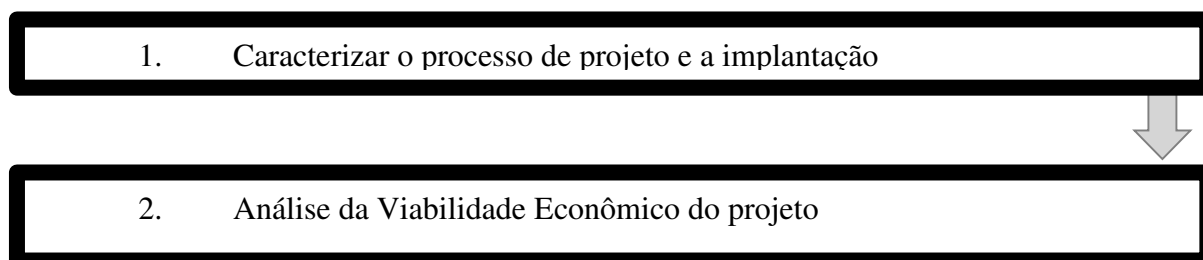 1. Caracterizar o processo de projeto e a implantação
2. Análise da Viabilidade Econômico do projeto